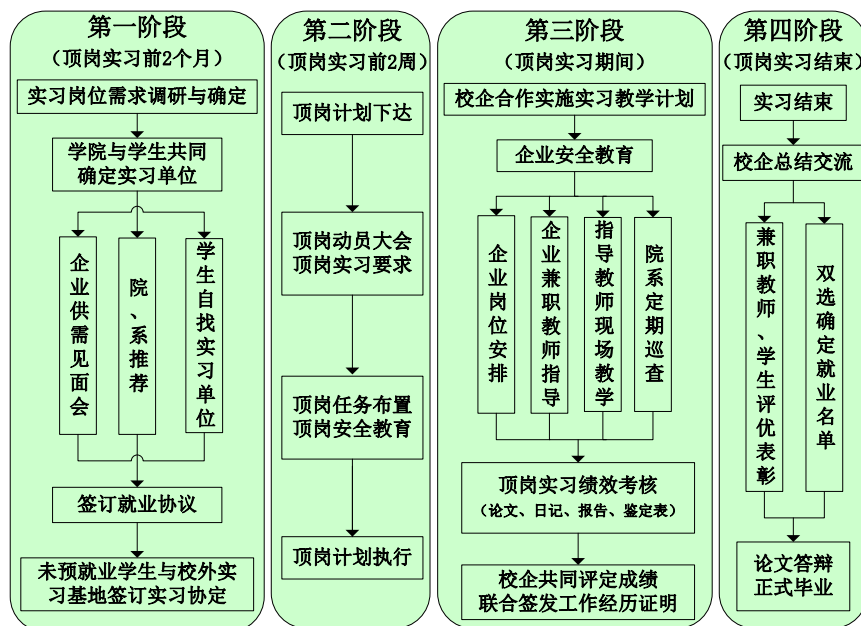 第一阶段
（顶岗实习前2个月）
实习岗位需求调研与确定
学院与学生共同
确定实习单位
企业供需见面会
院、系推荐
学生自找实习单位
签订就业协议
未预就业学生与校外实
习基地签订实习协定
第二阶段
（顶岗实习前2周）
顶岗计划下达
顶岗动员大会
顶岗实习要求
顶岗任务布置
顶岗安全教育
顶岗计划执行
第三阶段
（顶岗实习期间）
校企合作实施实习教学计划
企业安全教育
企业岗位安排
企业兼职教师指导
指导教师现场教学
院系定期巡查
顶岗实习绩效考核
（论文、日记、报告、鉴定表）
校企共同评定成绩
联合签发工作经历证明
第四阶段
（顶岗实习结束）
实习结束
校企总结交流
兼职教师、学生评优表彰
双选确定就业名单
论文答辩
正式毕业